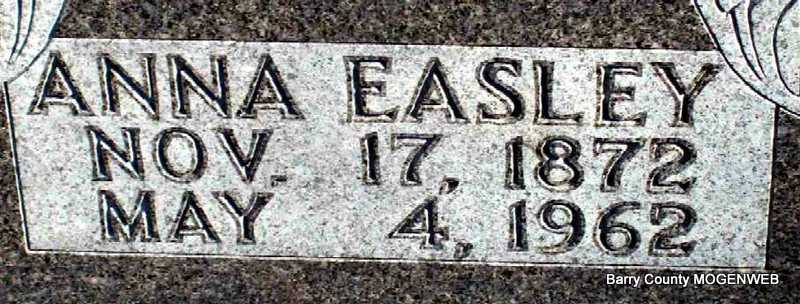 ANNA EASLEY
NOV. 17, 1872
MAY 4, 1962
Barry County MOGENWEB